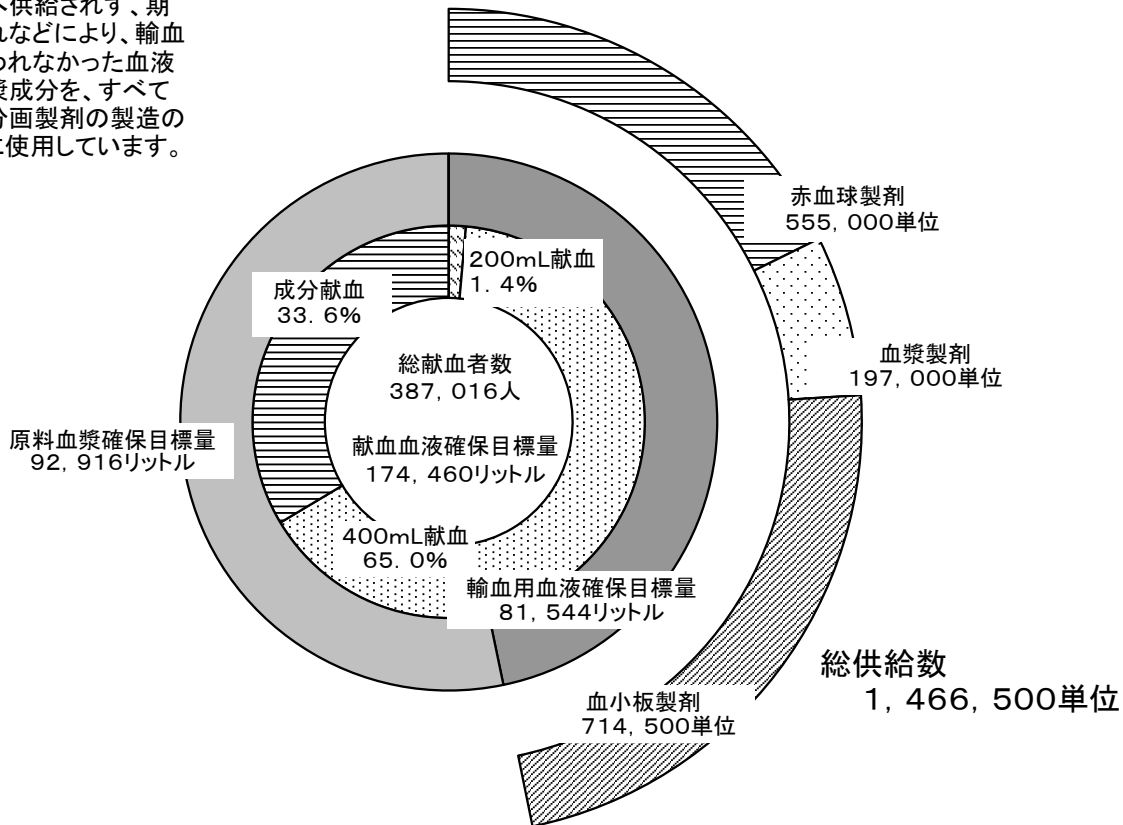 供給されず、期
などにより、輸血
われなかった血液
漿成分を、すべて
分画製剤の製造の
に使用しています。
赤血球製剤
555,000単位
200mL献血
1.4%
成分献血
33.6%
血漿製剤
197,000単位
総献血者数
387,016人
献血血液確保目標量
174,460リットル
原料血漿確保目標量
92,916リットル
400mL献血
65.0%
輸血用血液確保目標量
81,544リットル
総供給数
1,466,500単位
血小板製剤
714,500単位